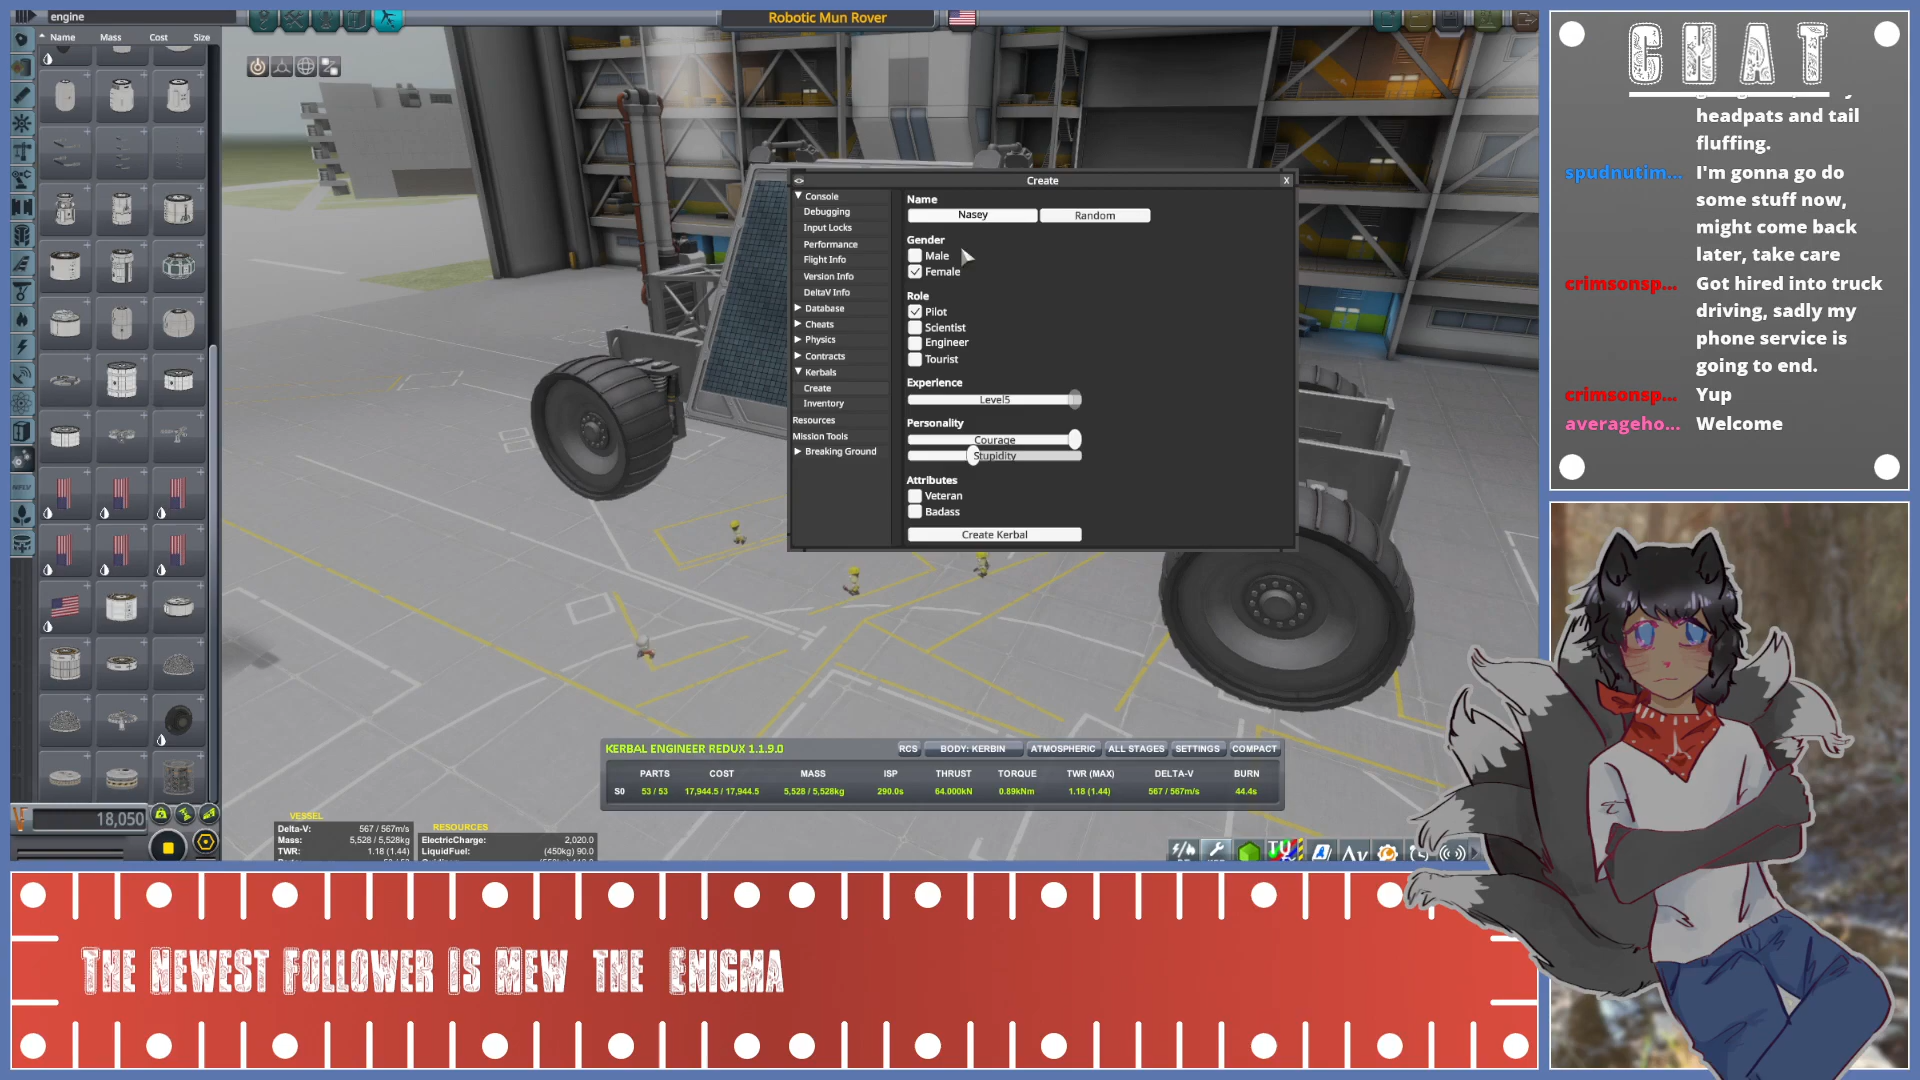 engine
Robotic Mun Rover
Name Mass Cost Size
Create
X
Console
Debugging
Input Locks
Performance
Flight Info
Version Info
DeltaV Info
Database
Cheats
Physics
Contracts
Kerbals
Create
Inventory
Resources
Mission Tools
Breaking Ground
Name
Nasey Random
Gender
Male
Female
Role
Pilot
Scientist
Engineer
Tourist
Experience
Level5
Personality
Courage
Stupidity
Attributes
Veteran
Badass
Create Kerbal
KERBAL ENGINEER REDUX 1.1.9.0 RCS BODY: KERBIN ATMOSPHERIC ALL STAGES SETTINGS COMPACT
PARTS COST MASS ISP THRUST TORQUE TWR (MAX) DELTA-V BURN
S0 53 / 53 17,944.5 / 17,944.5 5,528 / 5,528kg 290.0s 64.000kN 0.89kNm 1.18 (1.44) 567 / 567m/s 44.4s
18,050
VESSEL
Delta-V: 567 / 567m/s
Mass: 5,528 / 5,528kg
TWR: 1.18 (1.44)
RESOURCES
ElectricCharge: 2,020.0
LiquidFuel: (450kg) 90.0
CHAT
headpats and tail
fluffing.
spudnutim... I'm gonna go do
some stuff now,
might come back
later, take care
crimsonsp... Got hired into truck
driving, sadly my
phone service is
going to end.
crimsonsp... Yup
averageho... Welcome
The Newest Follower Is Mew the Enigma